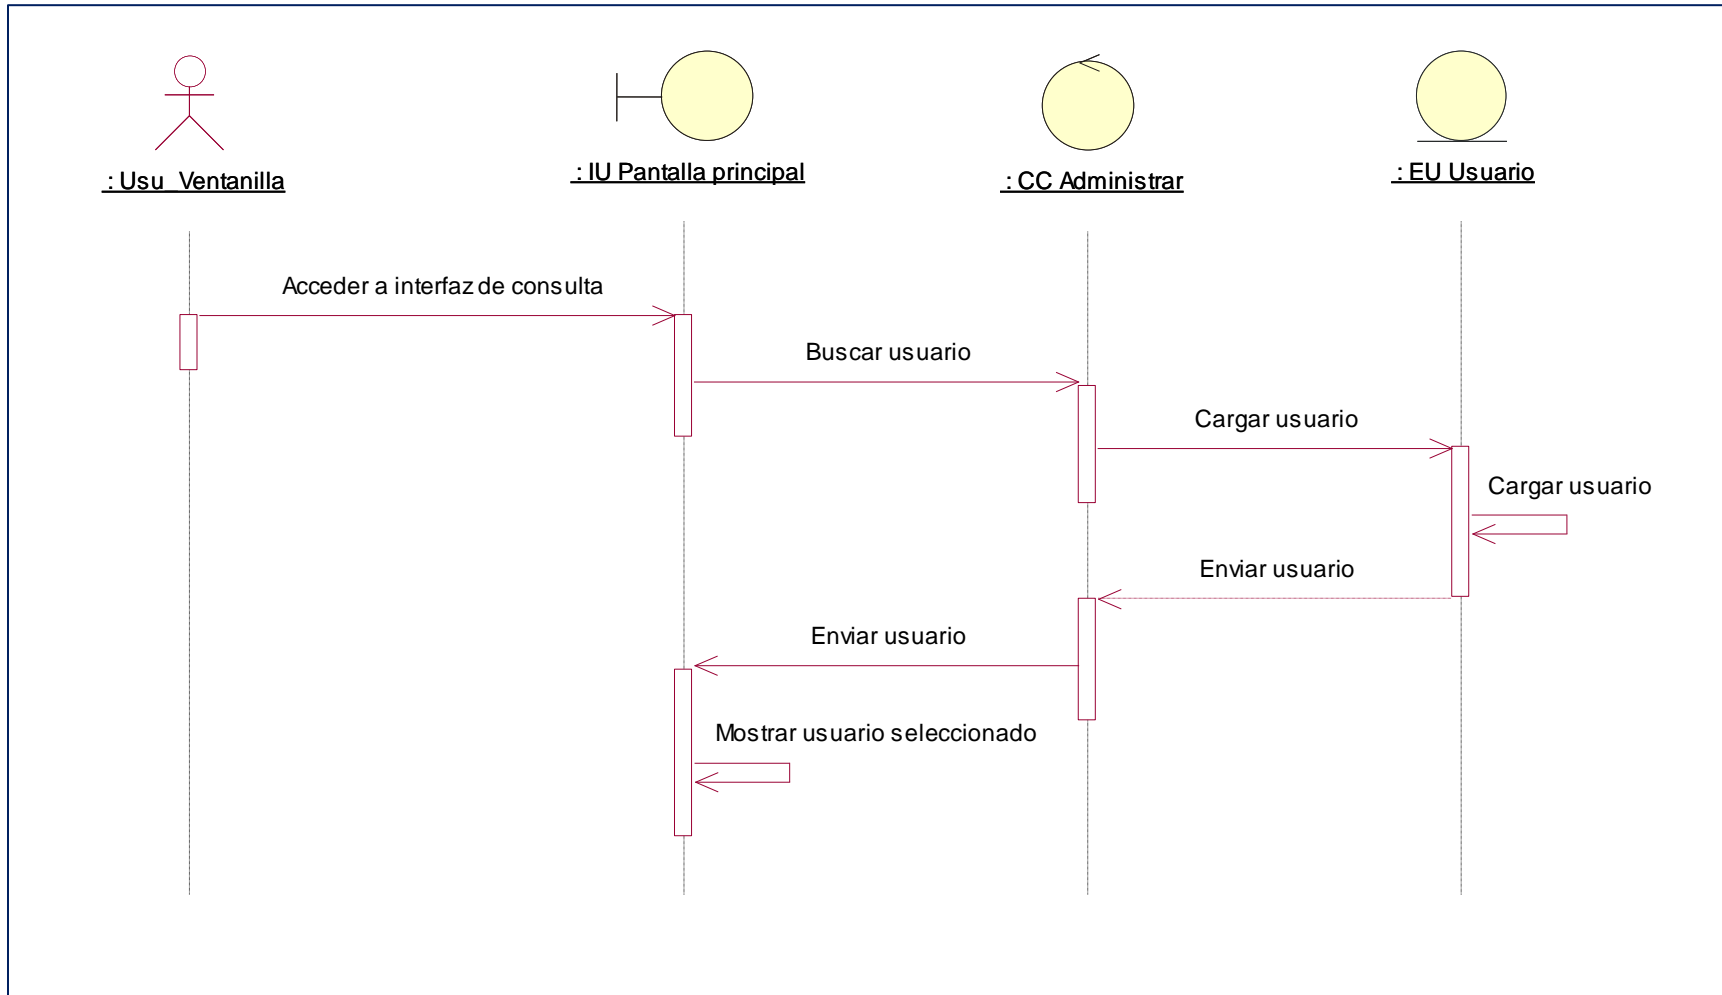 : Usu_Ventanilla
: IU Pantalla principal
: CC Administrar
: EU Usuario
Acceder a interfaz de consulta
Buscar usuario
Cargar usuario
Cargar usuario
Enviar usuario
Enviar usuario
Mostrar usuario seleccionado